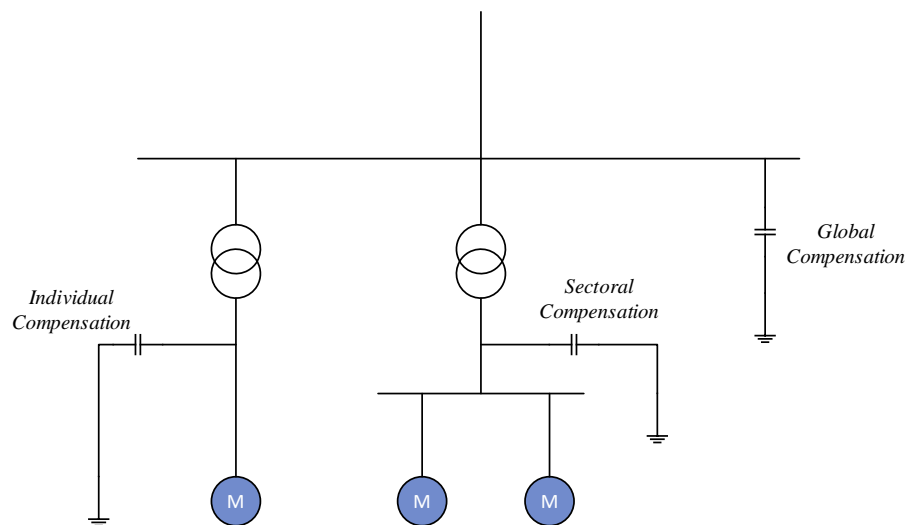 Global
Compensation
Sectoral
Compensation
Individual
Compensation
M
M
M